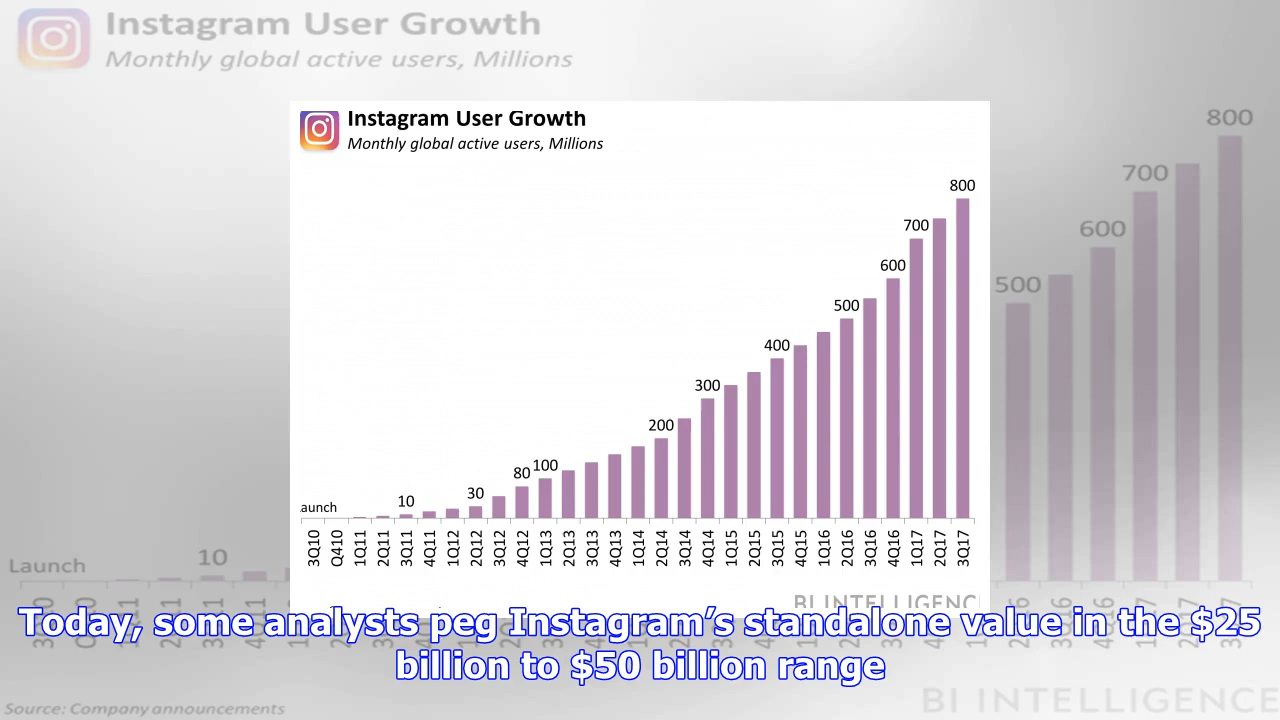 Instagram User Growth
Monthly global active users, Millions
Instagram User Growth
Monthly global active users, Millions
800
700
600
500
400
300
200
100
80
30
10
aunch
3Q10
Q410
1Q11
2Q11
3Q11
4Q11
1Q12
2Q12
3Q12
4Q12
1Q13
2Q13
3Q13
4Q13
1Q14
2Q14
3Q14
4Q14
1Q15
2Q15
3Q15
4Q15
1Q16
2Q16
3Q16
4Q16
1Q17
2Q17
3Q17
BI INTELLIGENC
800
700
600
500
Launch
10
Today, some analysts peg Instagram’s standalone value in the $25
billion to $50 billion range
Source: Company announcements
BI INTELLIGENCE